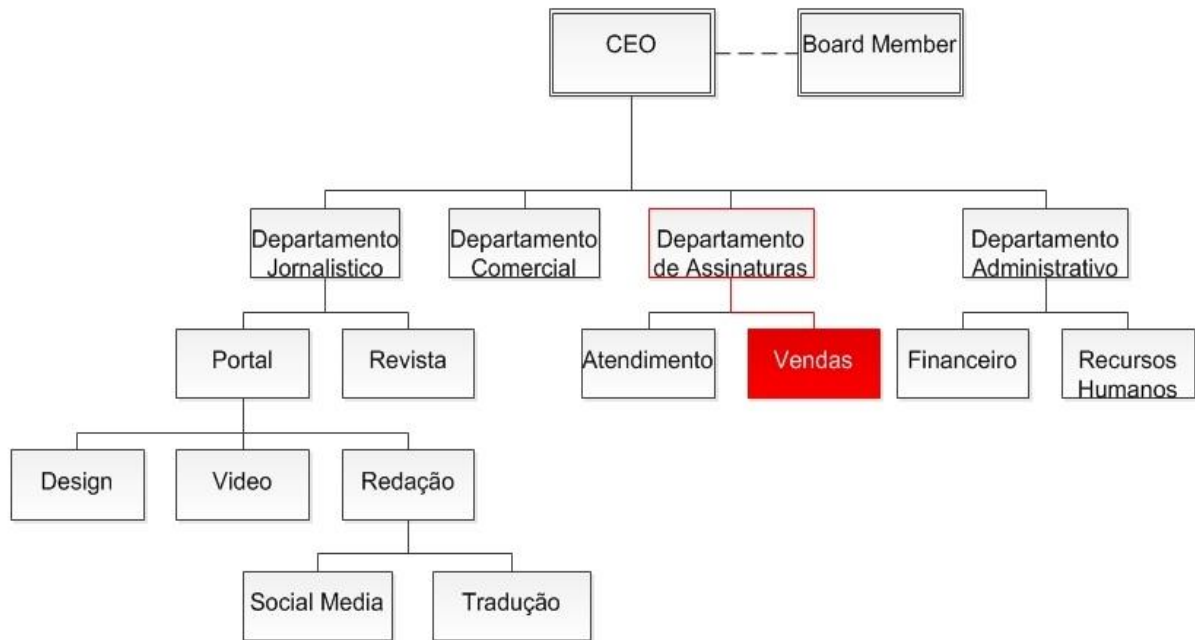 CEO
Board Member
Departamento
Jornalistico
Departamento
Comercial
Departamento
de Assinaturas
Departamento
Administrativo
Portal
Revista
Atendimento
Vendas
Financeiro
Recursos
Humanos
Design
Video
Redação
Social Media
Tradução